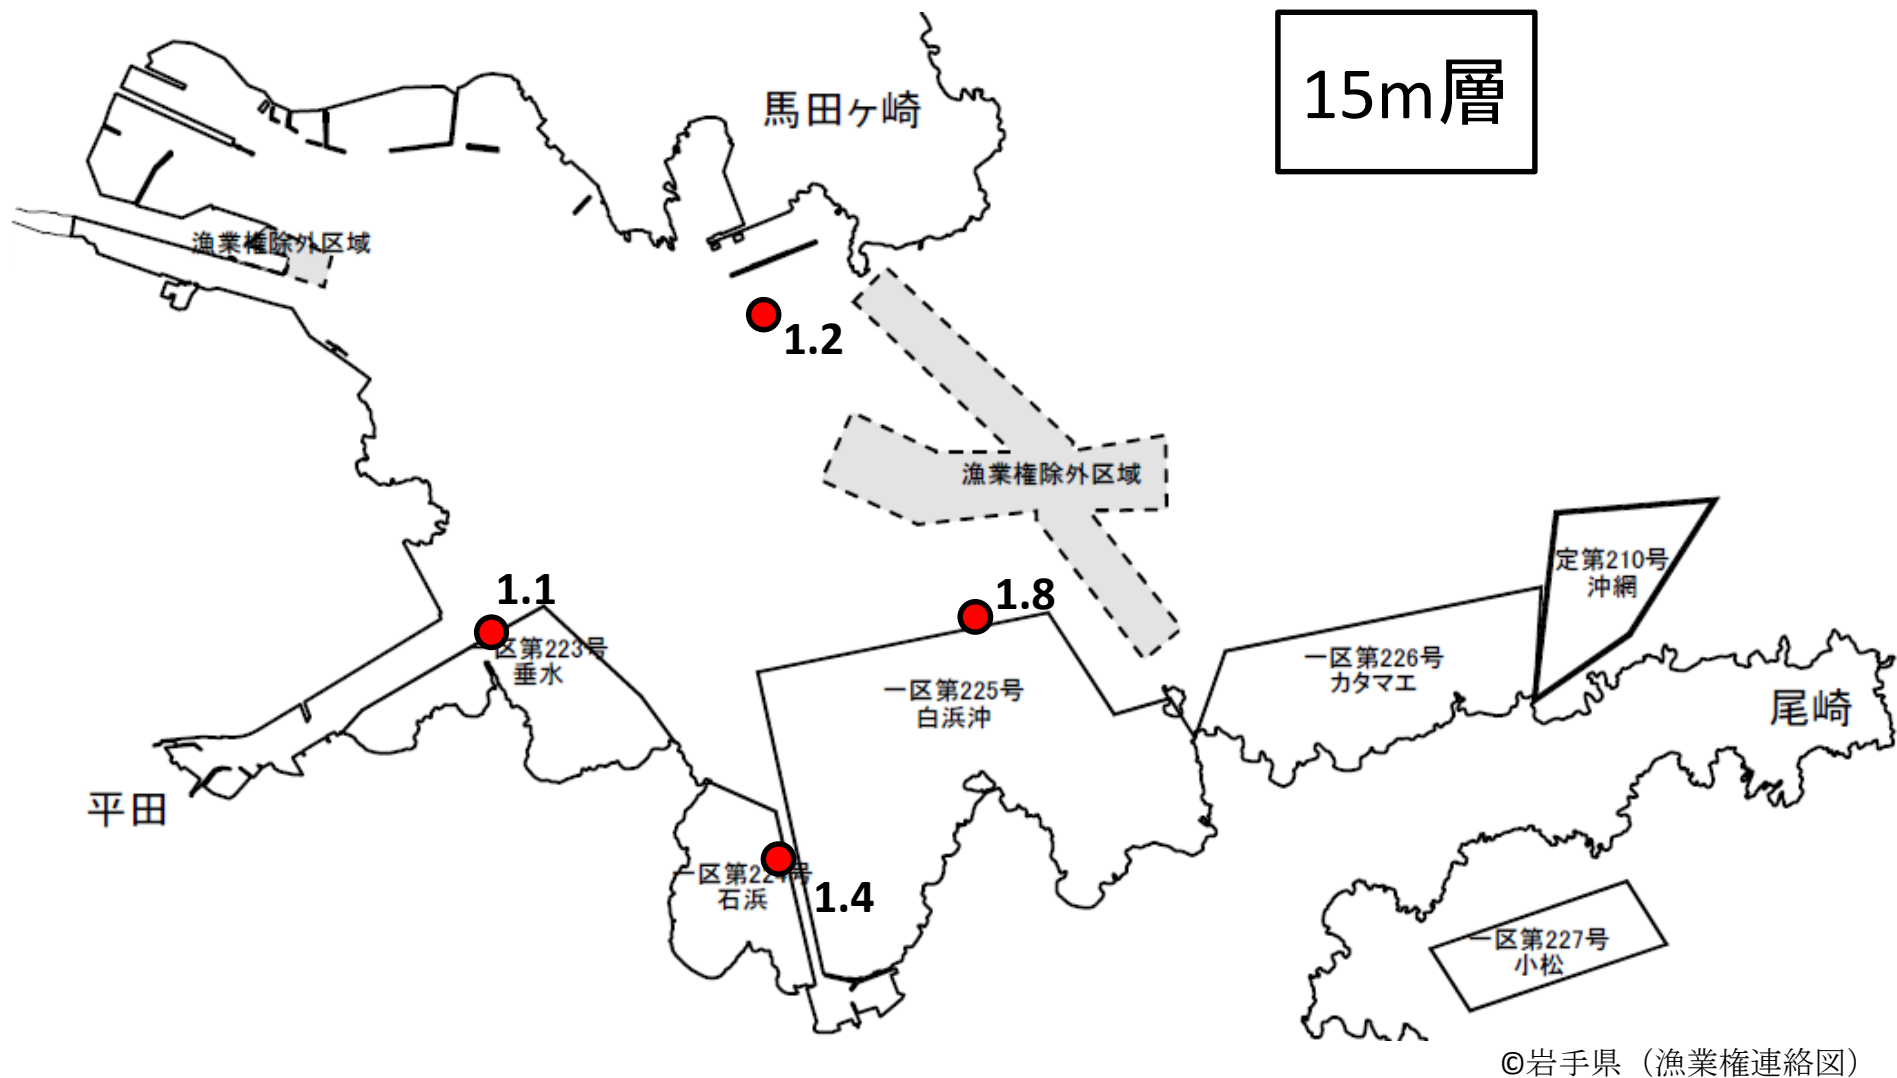 15m層
馬田ヶ崎
漁業権除外区域
1.2
漁業権除外区域
定第210号
沖網
1.1
1.8
一区第223号
垂水
一区第225号
白浜沖
一区第226号
カタマエ
尾崎
平田
一区第224号
石浜
1.4
一区第227号
小松
©岩手県（漁業権連絡図）